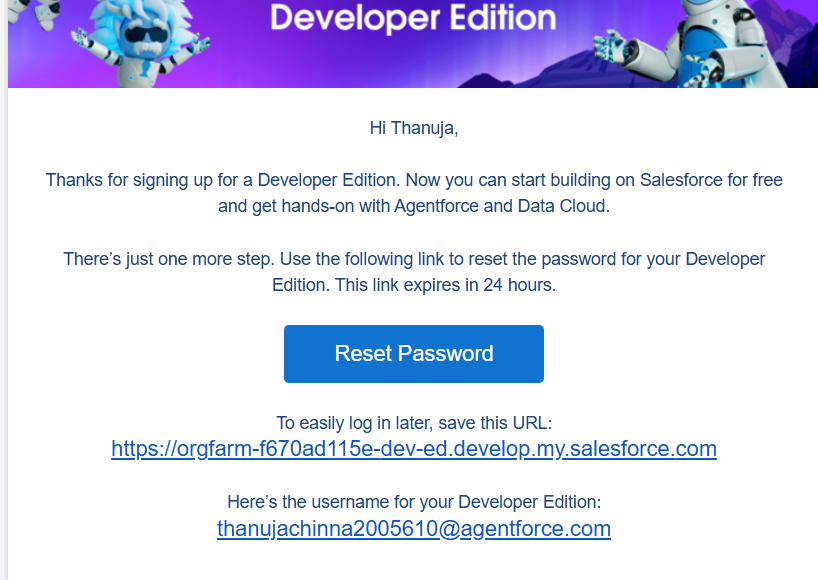 Developer Edition
Hi Thanuja,
Thanks for signing up for a Developer Edition. Now you can start building on Salesforce for free
and get hands-on with Agentforce and Data Cloud.
There’s just one more step. Use the following link to reset the password for your Developer
Edition. This link expires in 24 hours.
Reset Password
To easily log in later, save this URL:
https://orgfarm-f670ad115e-dev-ed.develop.my.salesforce.com
Here’s the username for your Developer Edition:
thanujachinna2005610@agentforce.com